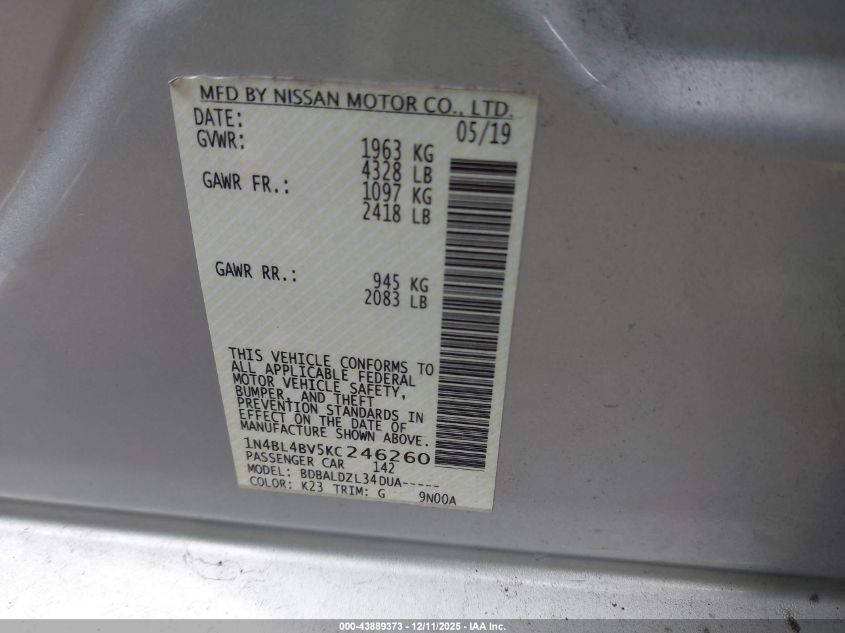 MFD BY NISSAN MOTOR CO., LTD.
DATE: 05/19
GVWR: 1963 KG
4328 LB
GAWR FR.: 1097 KG
2418 LB
GAWR RR.: 945 KG
2083 LB
THIS VEHICLE CONFORMS TO
ALL APPLICABLE FEDERAL
MOTOR VEHICLE SAFETY,
BUMPER, AND THEFT
PREVENTION STANDARDS IN
EFFECT ON THE DATE OF
MANUFACTURE SHOWN ABOVE.
1N4BL4BV5KC246260
PASSENGER CAR 142
MODEL: BDBALDZL34DUA-----
COLOR: K23 TRIM: G 9N00A
000-43889373 - 12/11/2025 - IAA Inc.